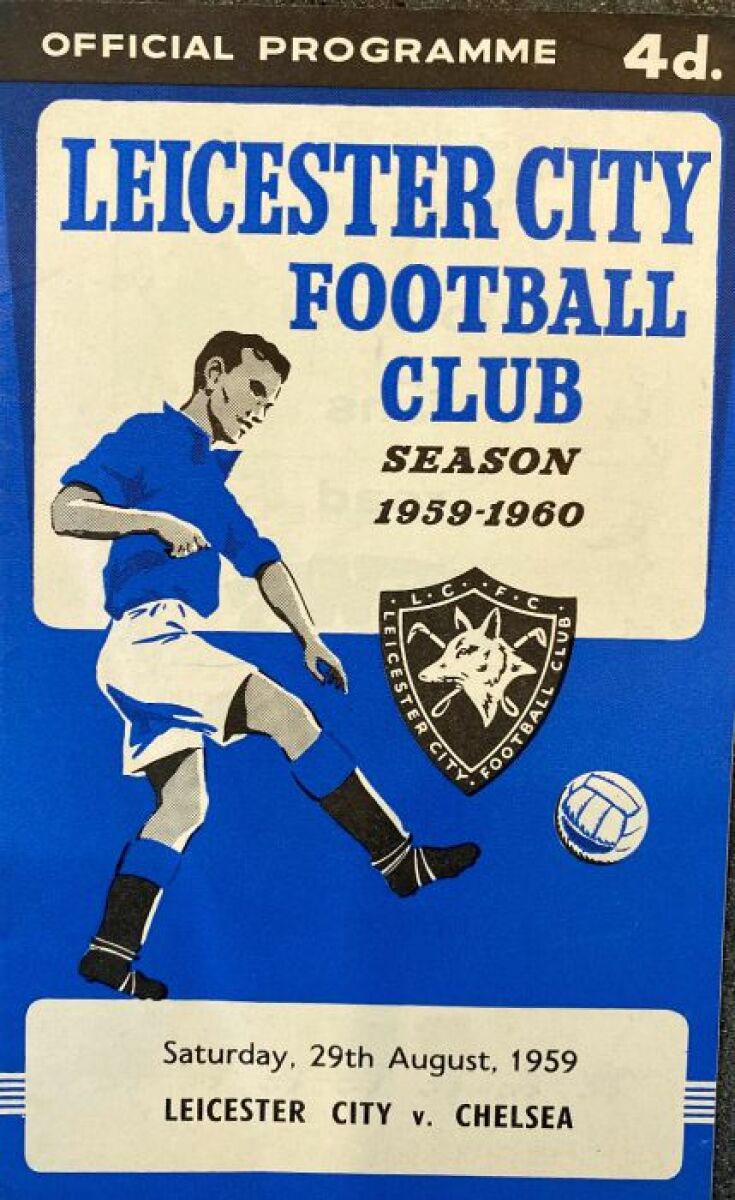 OFFICIAL PROGRAMME 4d.
LEICESTER CITY
FOOTBALL
CLUB
SEASON
1959-1960
L·C·F·C·
LEICESTER CITY · FOOTBALL CLUB
Saturday, 29th August, 1959
LEICESTER CITY v. CHELSEA